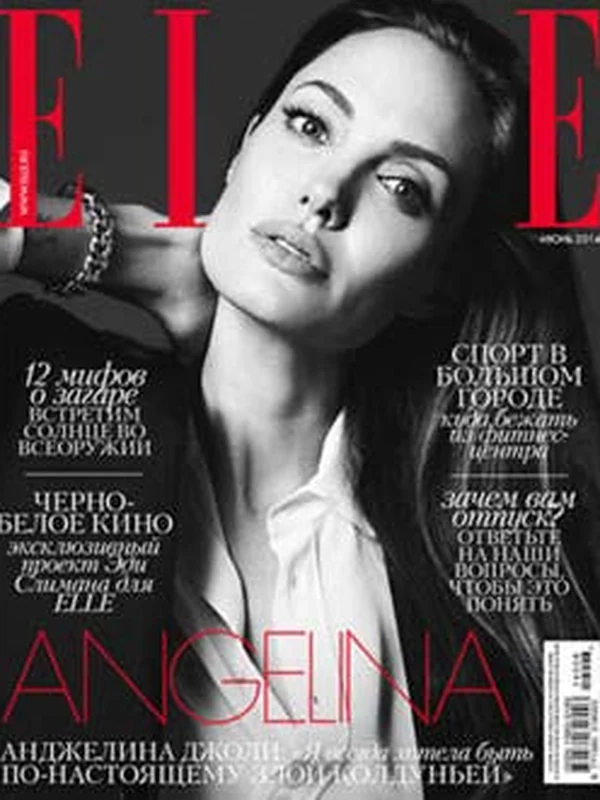 ELLE
www.elle.ru
ИЮНЬ 2014
12 мифов
о загаре
ВСТРЕТИМ
СОЛНЦЕ ВО
ВСЕОРУЖИИ
ЧЕРНО-
БЕЛОЕ КИНО
эксклюзивный
проект Эди
Слимана для
ELLE
СПОРТ В
БОЛЬШОМ
ГОРОДЕ
куда бежать
из фитнес-
центра
зачем вам
отпуск?
ОТВЕТЬТЕ
НА НАШИ
ВОПРОСЫ,
ЧТОБЫ ЭТО
ПОНЯТЬ
ANGELINA
АНДЖЕЛИНА ДЖОЛИ: «Я всегда хотела быть
ПО-НАСТОЯЩЕМУ ЗЛОЙ КОЛДУНЬЕЙ»